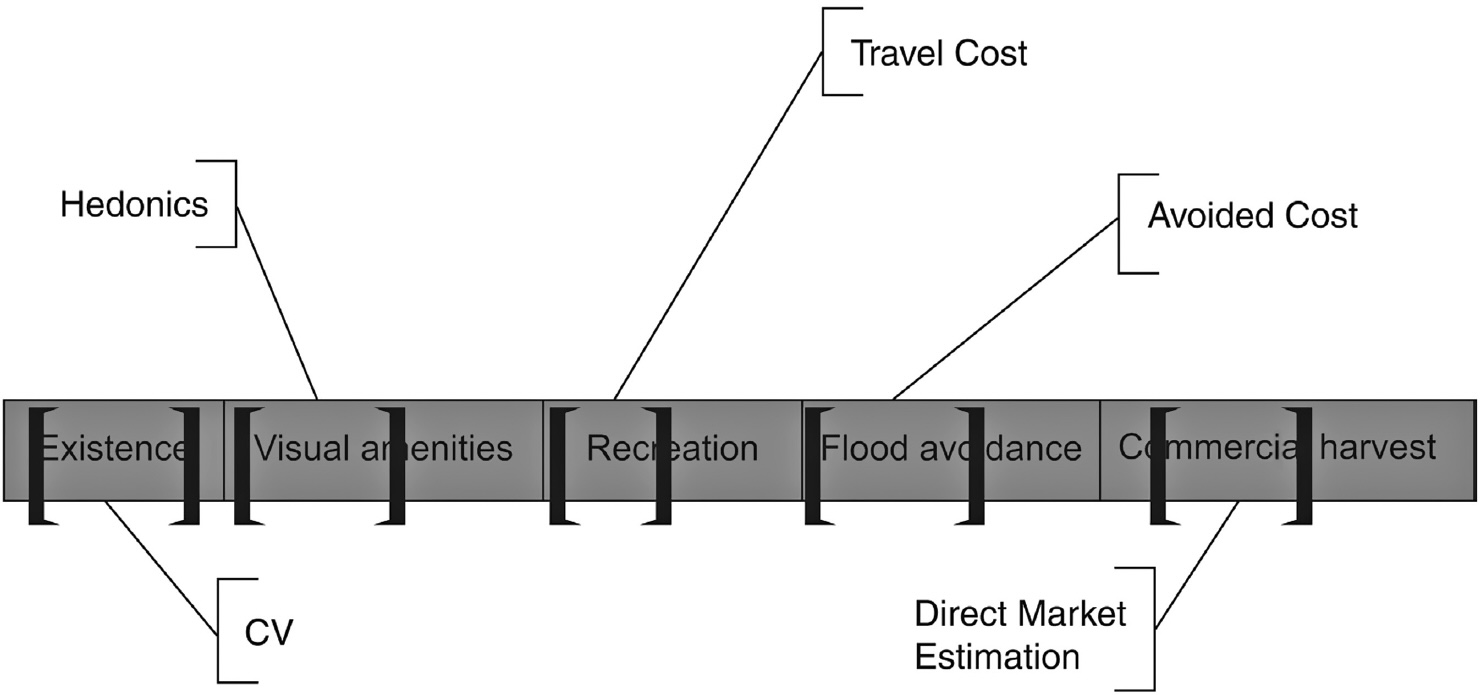 Travel Cost
Hedonics
Avoided Cost
Existence
Visual amenities
Recreation
Flood avoidance
Commercial harvest
CV
Direct Market
Estimation